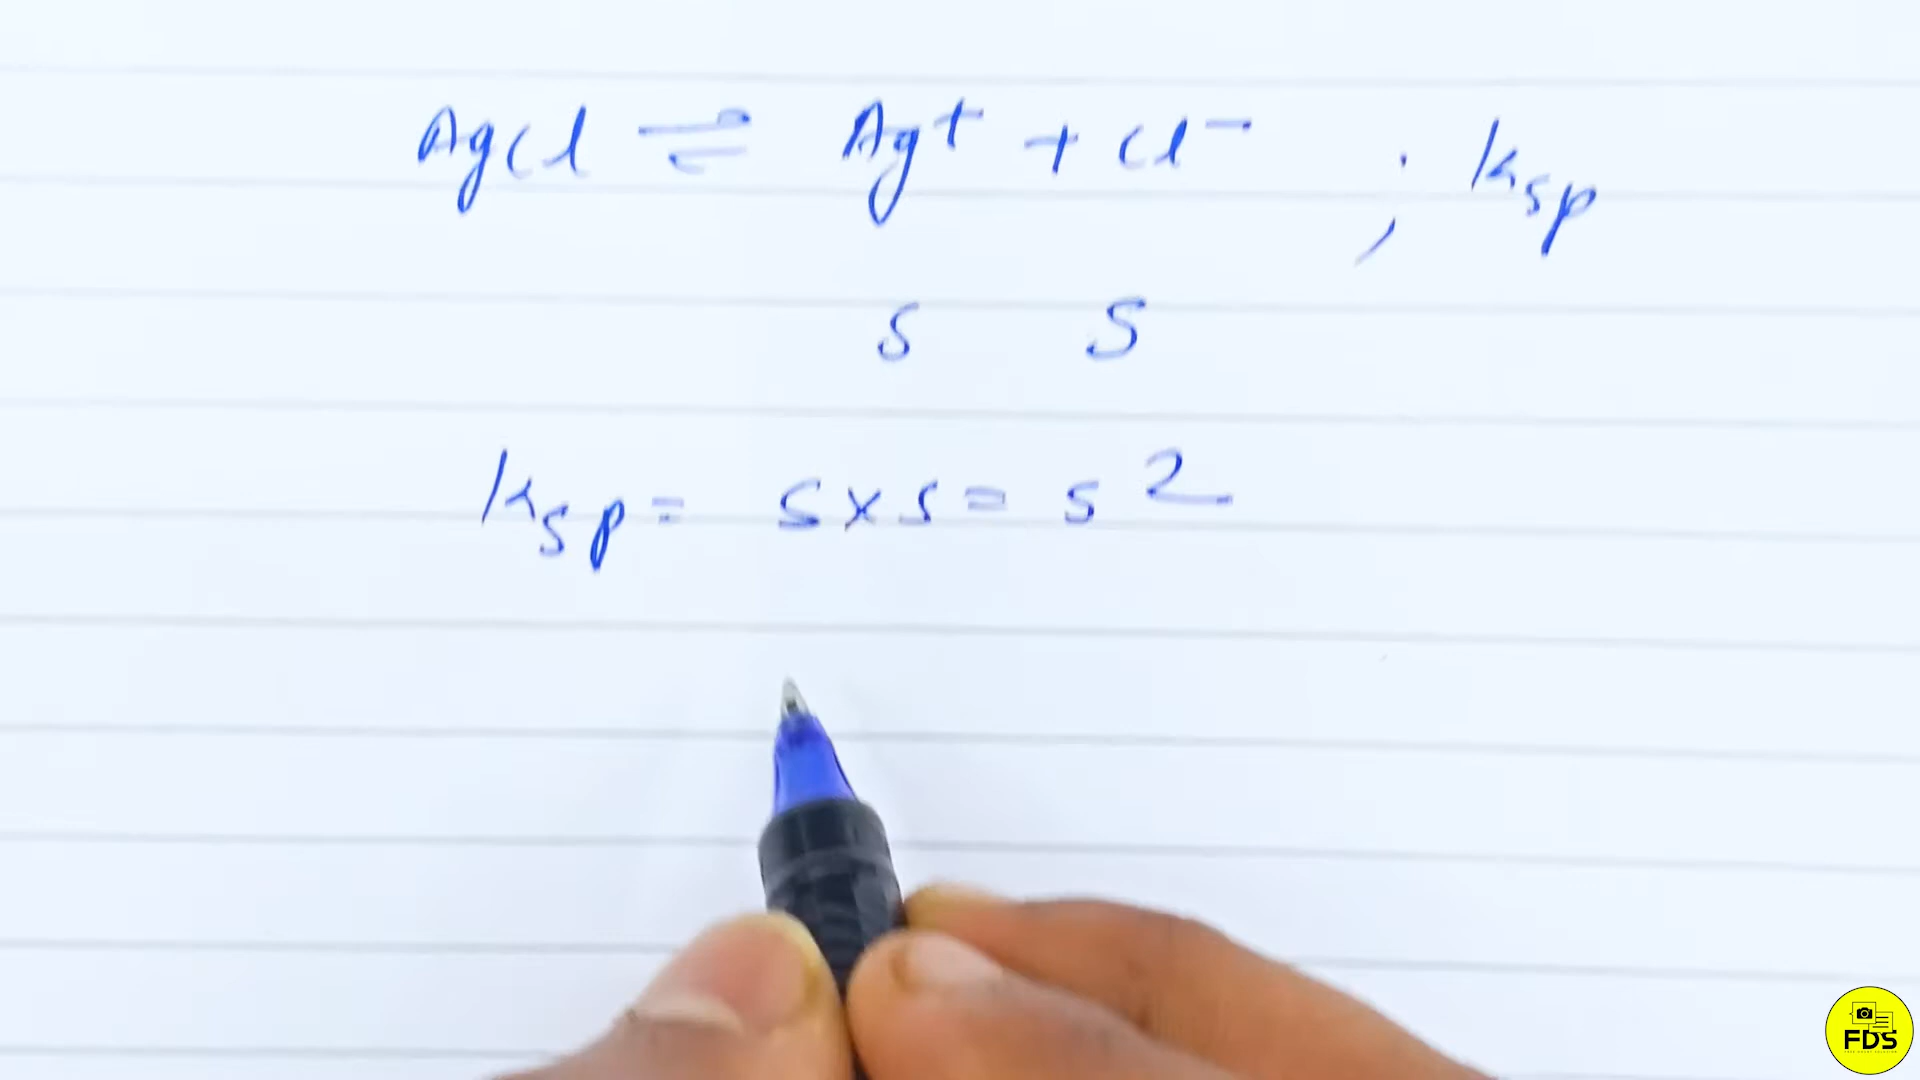 AgCl ⇌ Ag⁺ + Cl⁻ ; Ksp
s s
Ksp = s x s = s²
FDS